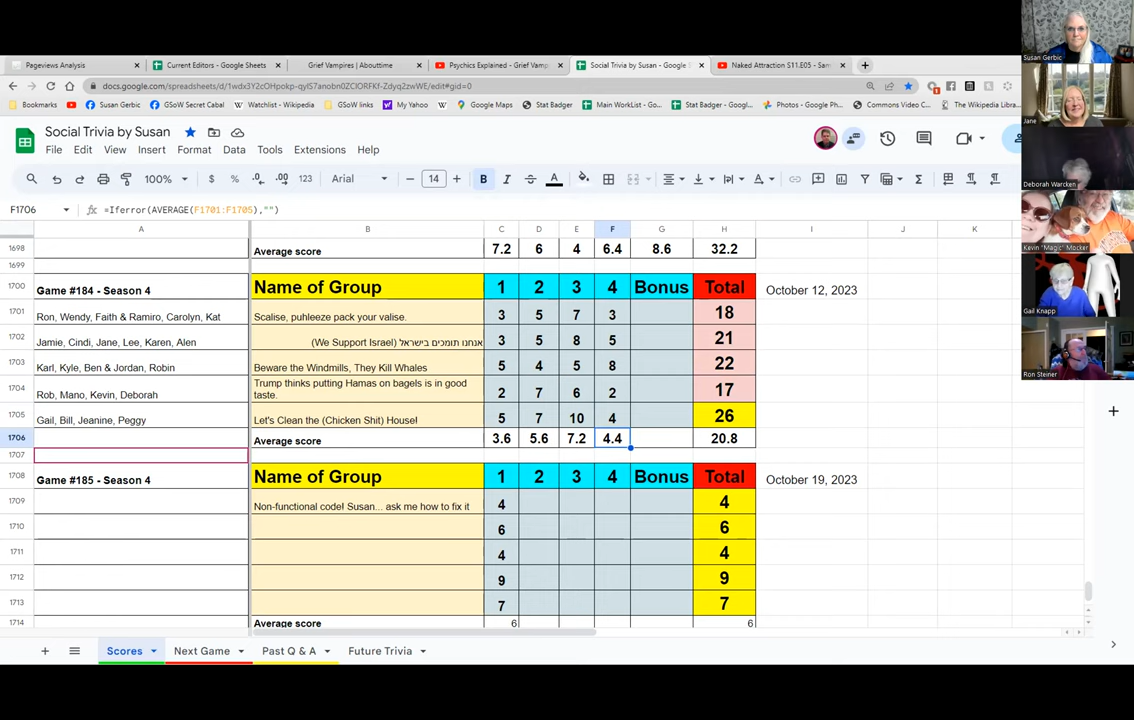 Pageviews Analysis
Current Editors - Google Sheets
Grief Vampires | Abouttime
Psychics Explained - Grief Vamp
Social Trivia by Susan - Google
Naked Attraction S11.E05 - Sam
docs.google.com/spreadsheets/d/1wdx3Y2cOHpokp-qyIS7anobn0ZCIORFKf-Zdyq2zwWE/edit#gid=0
Bookmarks
Susan Gerbic
GSoW Secret Cabal
Watchlist - Wikipedia
GSoW links
My Yahoo
Google Maps
Stat Badger
Main WorkList - Go...
Stat Badger - Googl...
Photos - Google Ph...
Commons Video C...
The Wikipedia Library
Social Trivia by Susan
File Edit View Insert Format Data Tools Extensions Help
100% $ % .0 .00 123 Arial 14 B I A
F1706 =Iferror(AVERAGE(F1701:F1705),"")
A B C D E F G H I J K
1698 Average score 7.2 6 4 6.4 8.6 32.2
1699
1700 Game #184 - Season 4 Name of Group 1 2 3 4 Bonus Total October 12, 2023
1701 Ron, Wendy, Faith & Ramiro, Carolyn, Kat Scalise, puhleeze pack your valise. 3 5 7 3 18
1702 Jamie, Cindi, Jane, Lee, Karen, Alen אנחנו תומכים בישראל (We Support Israel) 3 5 8 5 21
1703 Karl, Kyle, Ben & Jordan, Robin Beware the Windmills, They Kill Whales 5 4 5 8 22
1704 Rob, Mano, Kevin, Deborah Trump thinks putting Hamas on bagels is in good
taste. 2 7 6 2 17
1705 Gail, Bill, Jeanine, Peggy Let's Clean the (Chicken Shit) House! 5 7 10 4 26
1706 Average score 3.6 5.6 7.2 4.4 20.8
1707
1708 Game #185 - Season 4 Name of Group 1 2 3 4 Bonus Total October 19, 2023
1709 Non-functional code! Susan... ask me how to fix it 4 4
1710 6 6
1711 4 4
1712 9 9
1713 7 7
1714 Average score 6 6
Scores Next Game Past Q & A Future Trivia
Susan Gerbic
Jane
Deborah Warcken
Kevin "Magic" Mocker
Gail Knapp
Ron Steiner